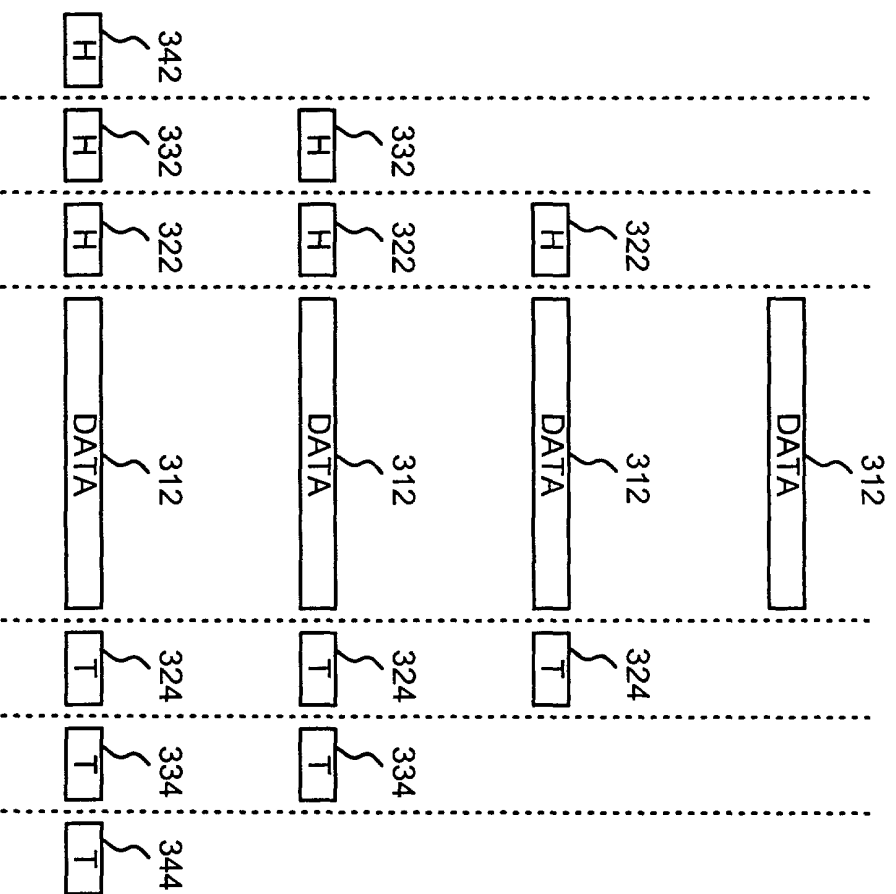 312
DATA
322 312 324
H DATA T
332 322 312 324 334
H H DATA T T
342 332 322 312 324 334 344
H H H DATA T T T